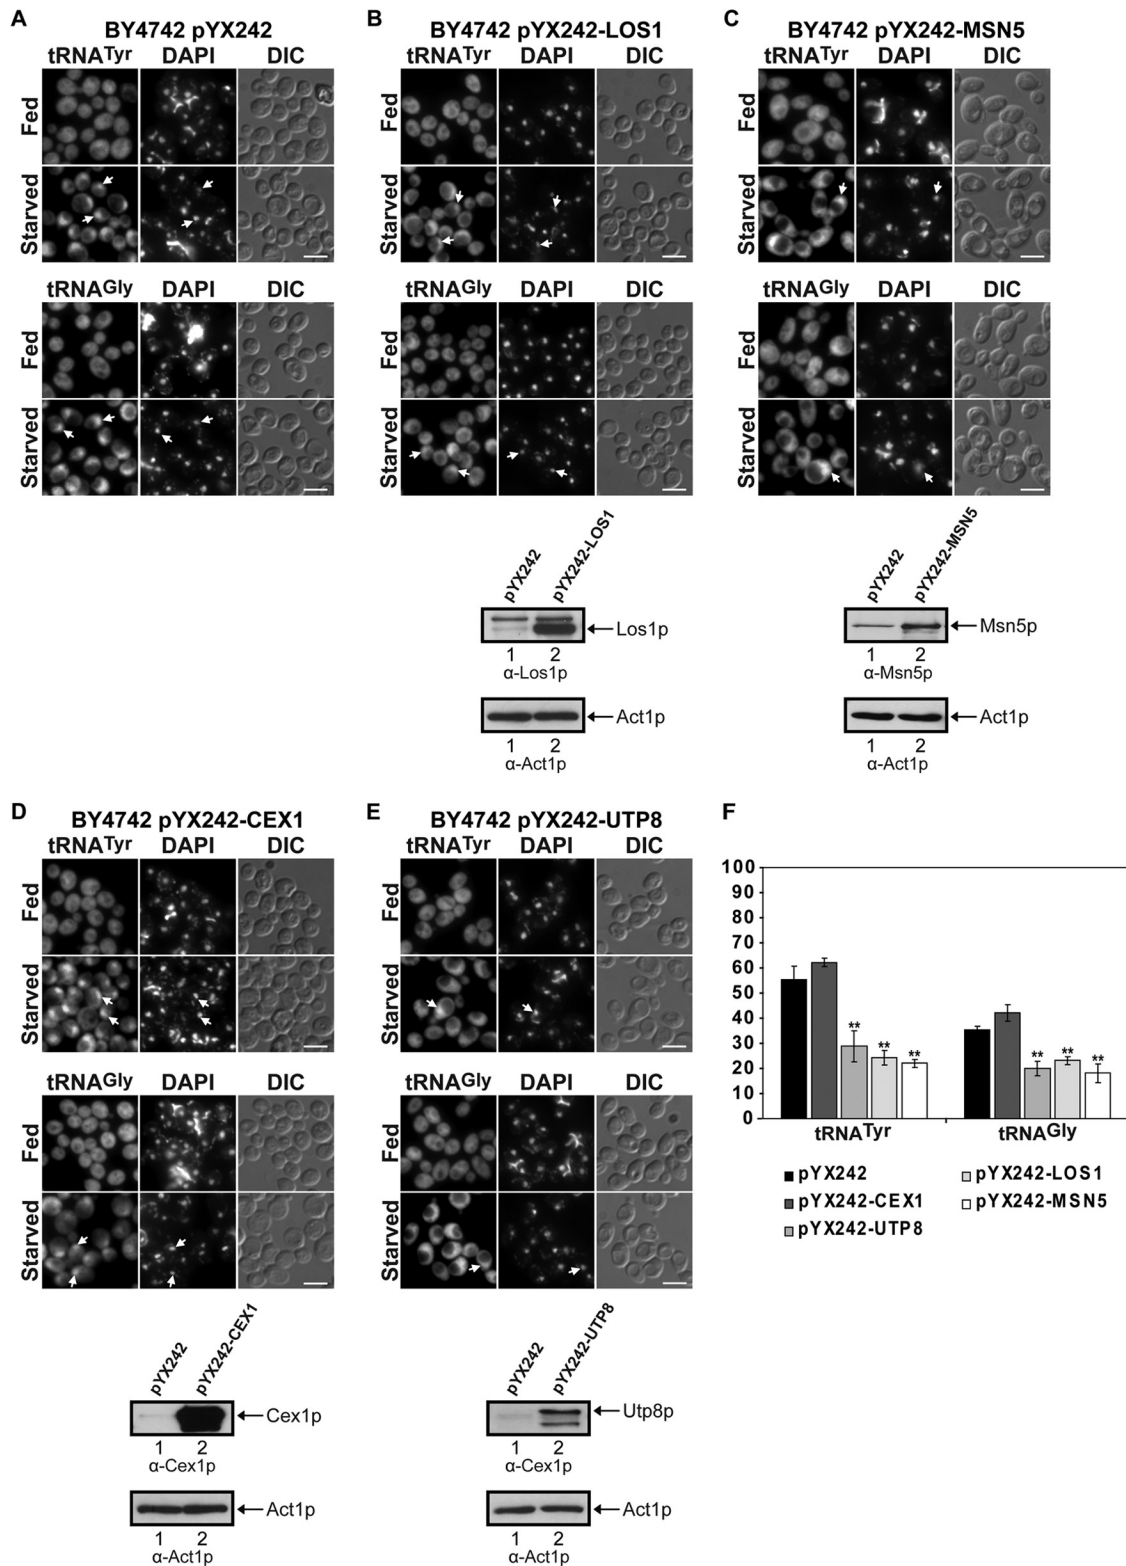 A
BY4742 pYX242
tRNATyr DAPI DIC
Fed
Starved
tRNAGly DAPI DIC
Fed
Starved
B
BY4742 pYX242-LOS1
tRNATyr DAPI DIC
Fed
Starved
tRNAGly DAPI DIC
Fed
Starved
pYX242
pYX242-LOS1
Los1p
1 2
α-Los1p
Act1p
1 2
α-Act1p
C
BY4742 pYX242-MSN5
tRNATyr DAPI DIC
Fed
Starved
tRNAGly DAPI DIC
Fed
Starved
pYX242
pYX242-MSN5
Msn5p
1 2
α-Msn5p
Act1p
1 2
α-Act1p
D
BY4742 pYX242-CEX1
tRNATyr DAPI DIC
Fed
Starved
tRNAGly DAPI DIC
Fed
Starved
pYX242
pYX242-CEX1
Cex1p
1 2
α-Cex1p
Act1p
1 2
α-Act1p
E
BY4742 pYX242-UTP8
tRNATyr DAPI DIC
Fed
Starved
tRNAGly DAPI DIC
Fed
Starved
pYX242
pYX242-UTP8
Utp8p
1 2
α-Cex1p
Act1p
1 2
α-Act1p
F
100
90
80
70
60
50
40
30
20
10
0
** ** **
** ** **
tRNATyr tRNAGly
pYX242
pYX242-CEX1
pYX242-UTP8
pYX242-LOS1
pYX242-MSN5